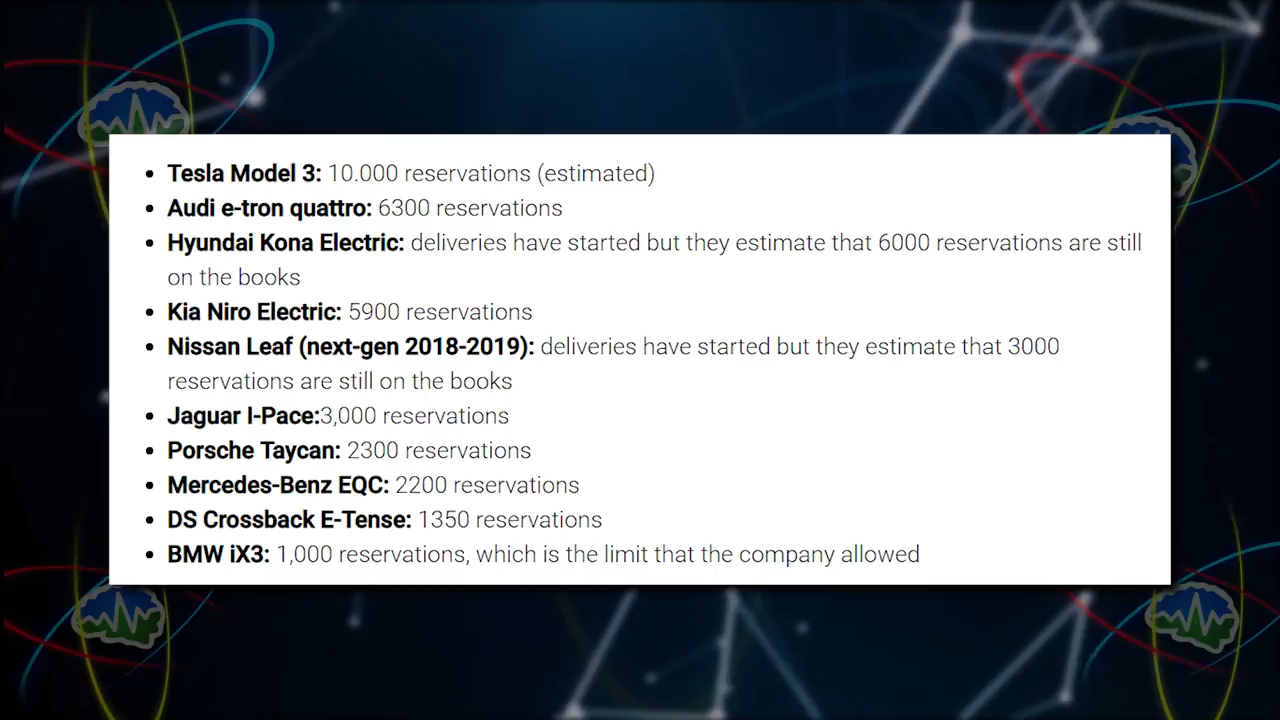 • Tesla Model 3: 10.000 reservations (estimated)
• Audi e-tron quattro: 6300 reservations
• Hyundai Kona Electric: deliveries have started but they estimate that 6000 reservations are still
on the books
• Kia Niro Electric: 5900 reservations
• Nissan Leaf (next-gen 2018-2019): deliveries have started but they estimate that 3000
reservations are still on the books
• Jaguar I-Pace:3,000 reservations
• Porsche Taycan: 2300 reservations
• Mercedes-Benz EQC: 2200 reservations
• DS Crossback E-Tense: 1350 reservations
• BMW iX3: 1,000 reservations, which is the limit that the company allowed